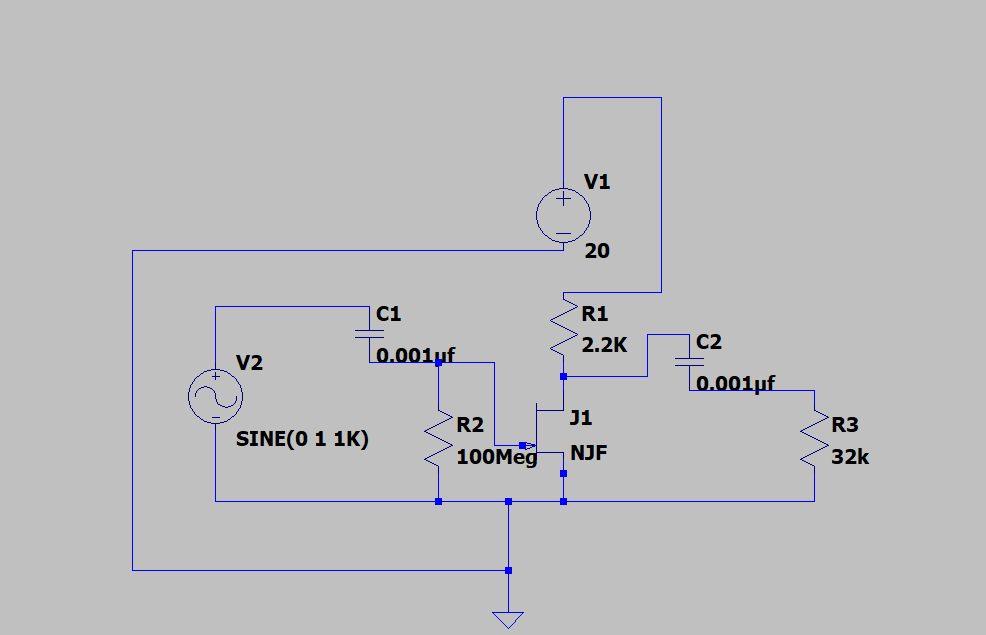 V1
20
C1
0.001µf
R1
2.2K
C2
0.001µf
V2
SINE(0 1 1K)
R2
100Meg
J1
NJF
R3
32k